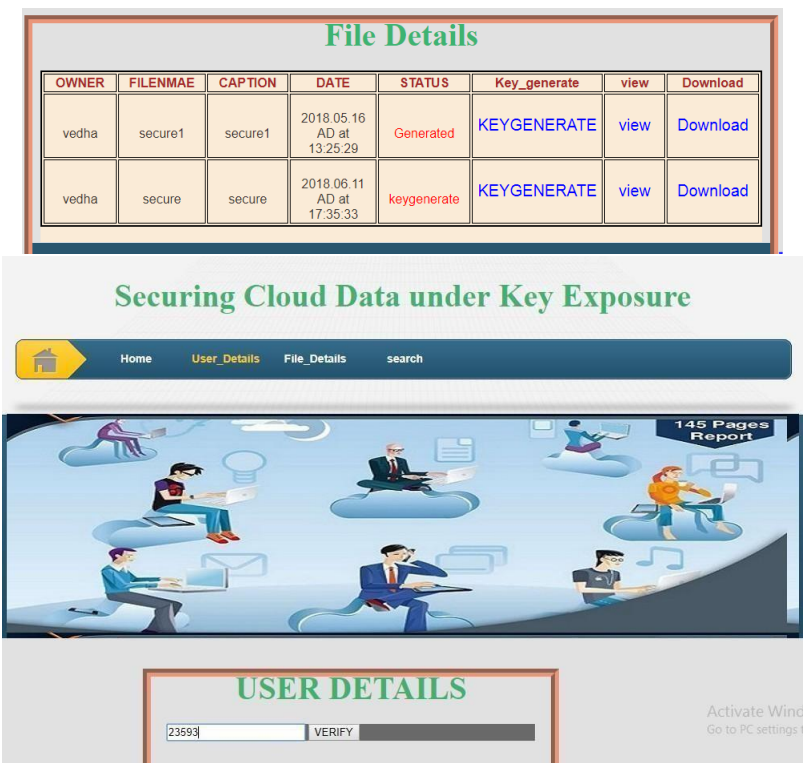 File Details
OWNER FILENMAE CAPTION DATE STATUS Key_generate view Download
vedha secure1 secure1 2018.05.16 AD at 13:25:29 Generated KEYGENERATE view Download
vedha secure secure 2018.06.11 AD at 17:35:33 keygenerate KEYGENERATE view Download
Securing Cloud Data under Key Exposure
Home User_Details File_Details search
145 Pages
Report
USER DETAILS
23593 VERIFY
Activate Wind
Go to PC settings t